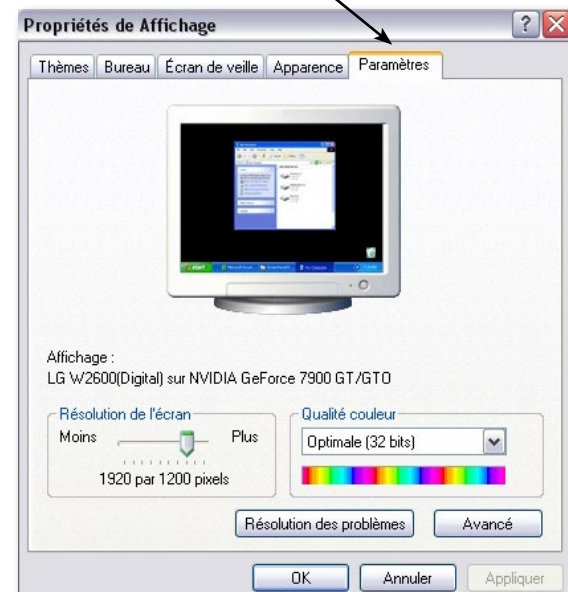 Propriétés de Affichage
Thèmes Bureau Écran de veille Apparence Paramètres
Affichage :
LG W2600(Digital) sur NVIDIA GeForce 7900 GT/GTO
Résolution de l'écran
Moins Plus
1920 par 1200 pixels
Qualité couleur
Optimale (32 bits)
Résolution des problèmes Avancé
OK Annuler Appliquer